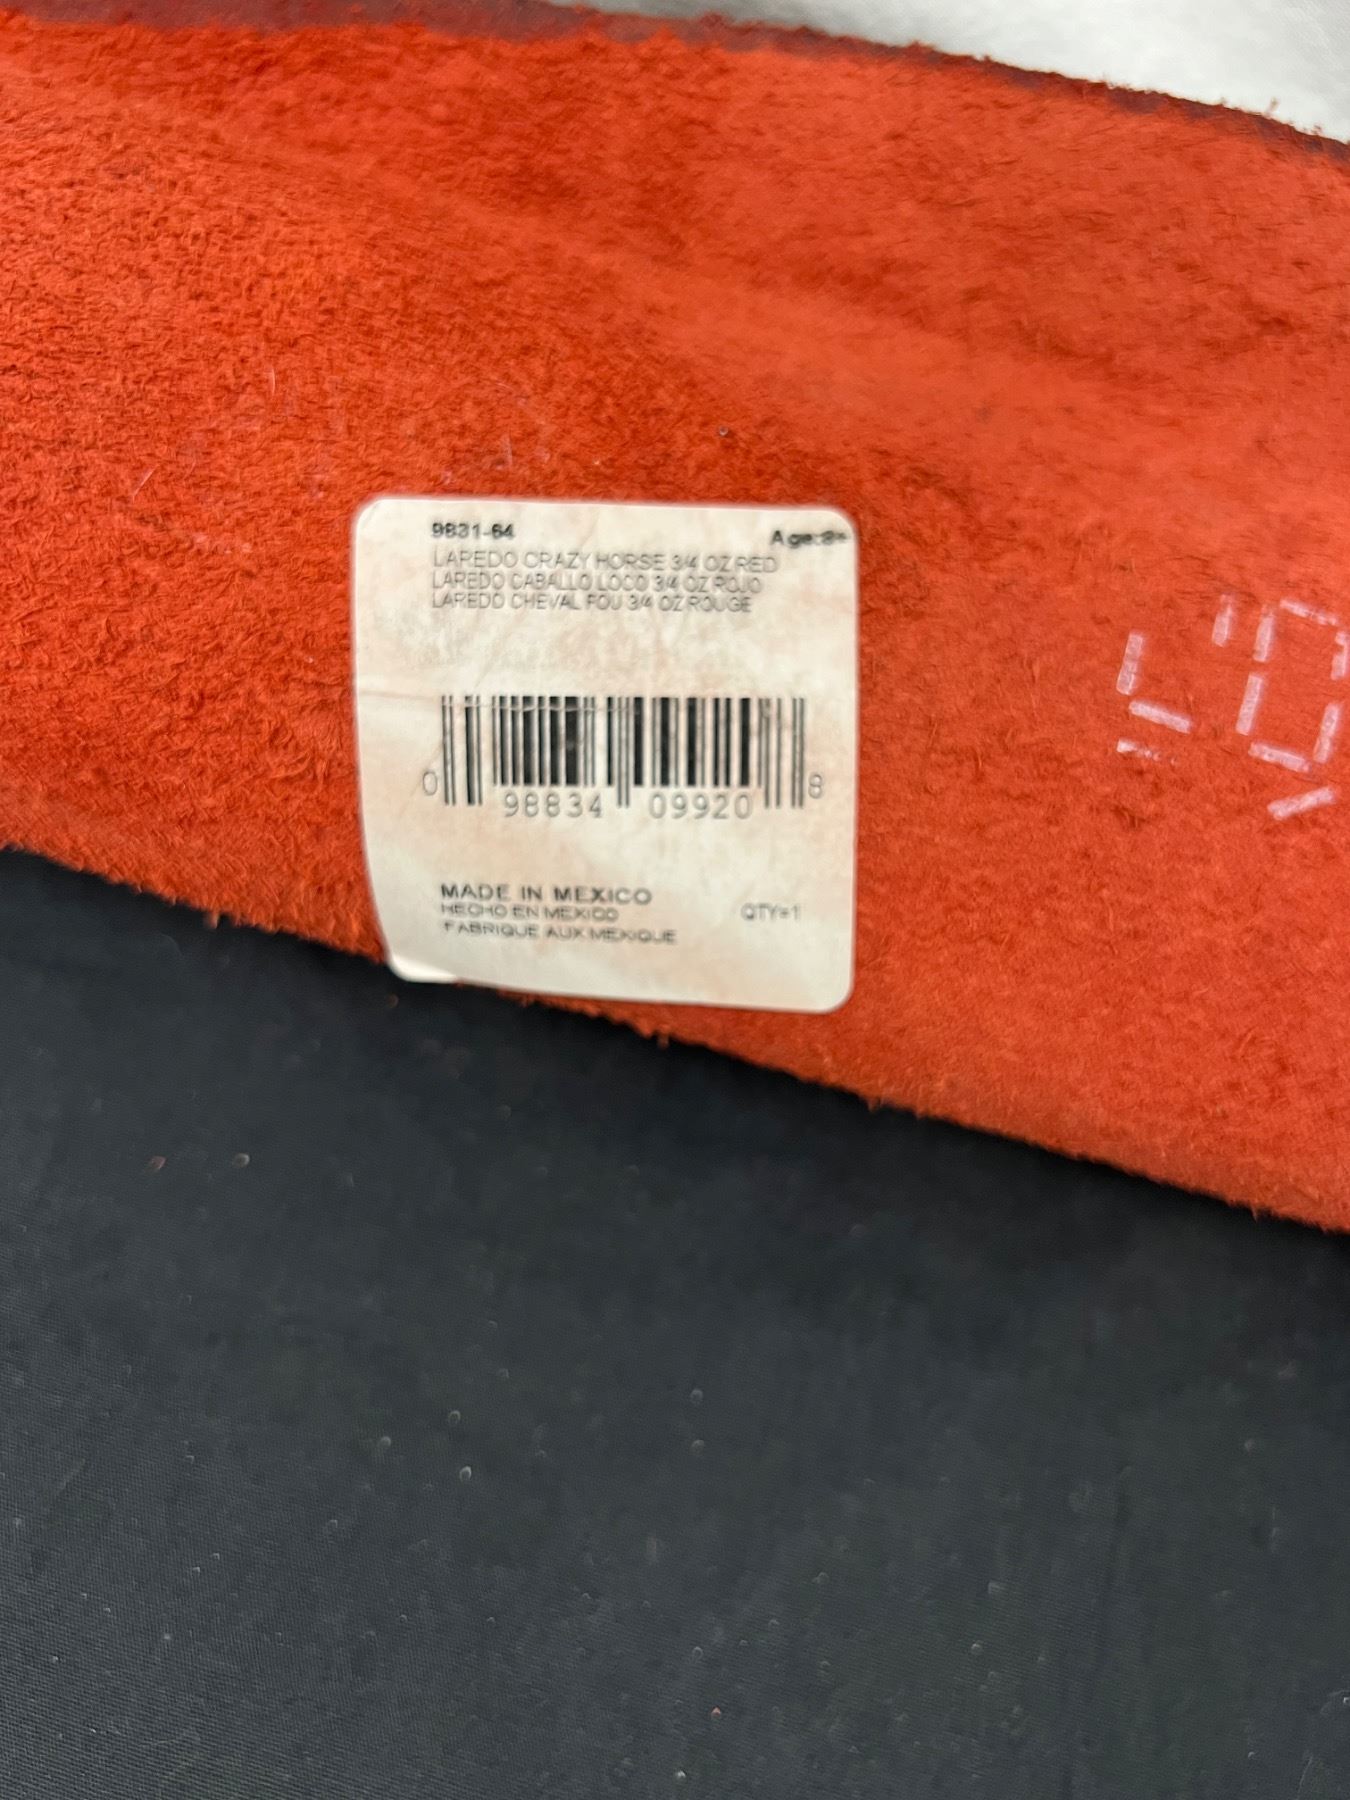 9831-64 Age:8+
LAREDO CRAZY HORSE 3/4 OZ RED
LAREDO CABALLO LOCO 3/4 OZ ROJO
LAREDO CHEVAL FOU 3/4 OZ ROUGE
0 98834 09920 8
MADE IN MEXICO
HECHO EN MEXICO QTY=1
FABRIQUE AUX MEXIQUE